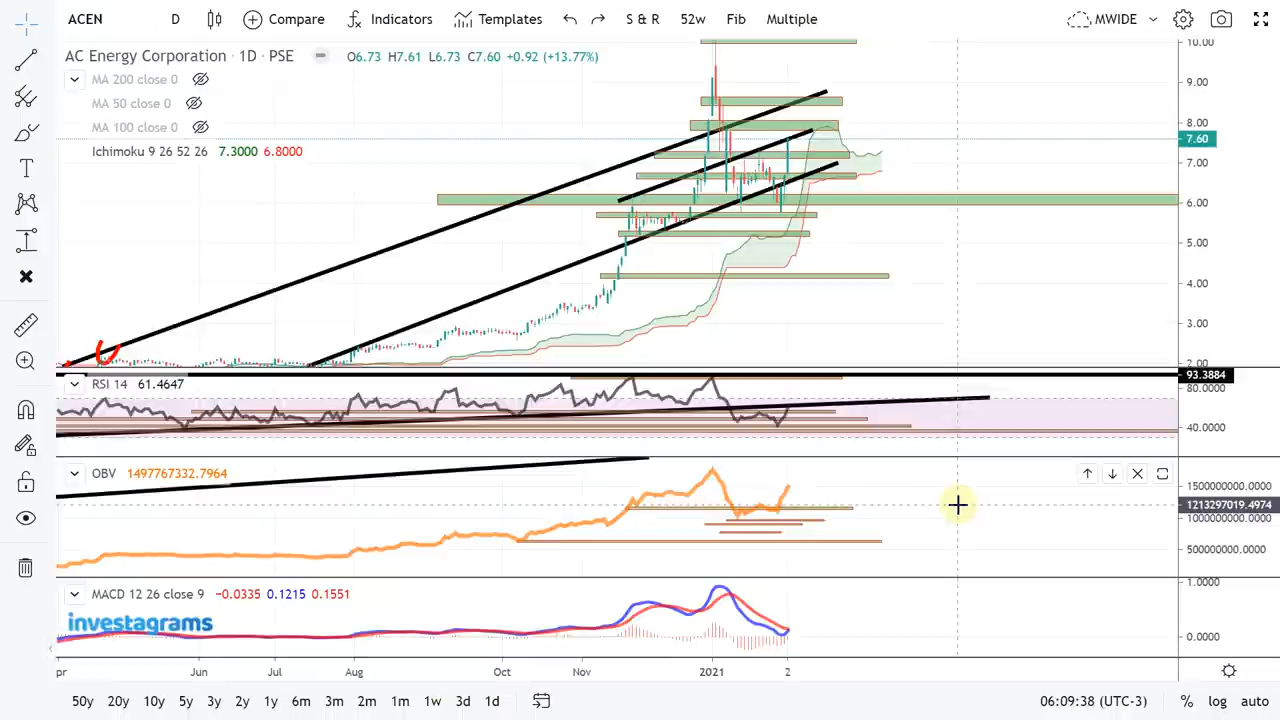 ACEN D Compare Indicators Templates S & R 52w Fib Multiple MWIDE
AC Energy Corporation · 1D · PSE O6.73 H7.61 L6.73 C7.60 +0.92 (+13.77%)
MA 200 close 0
MA 50 close 0
MA 100 close 0
Ichimoku 9 26 52 26 7.3000 6.8000
10.00
9.00
8.00
7.60
7.00
6.00
5.00
4.00
3.00
2.00
RSI 14 61.4647
93.3884
80.0000
40.0000
OBV 1497767332.7964
1500000000.0000
1213297019.4974
1000000000.0000
500000000.0000
MACD 12 26 close 9 −0.0335 0.1215 0.1551
1.0000
0.0000
investagrams
pr Jun Jul Aug Oct Nov 2021 2
50y 20y 10y 5y 3y 2y 1y 6m 3m 2m 1m 1w 3d 1d 06:09:38 (UTC-3) % log auto